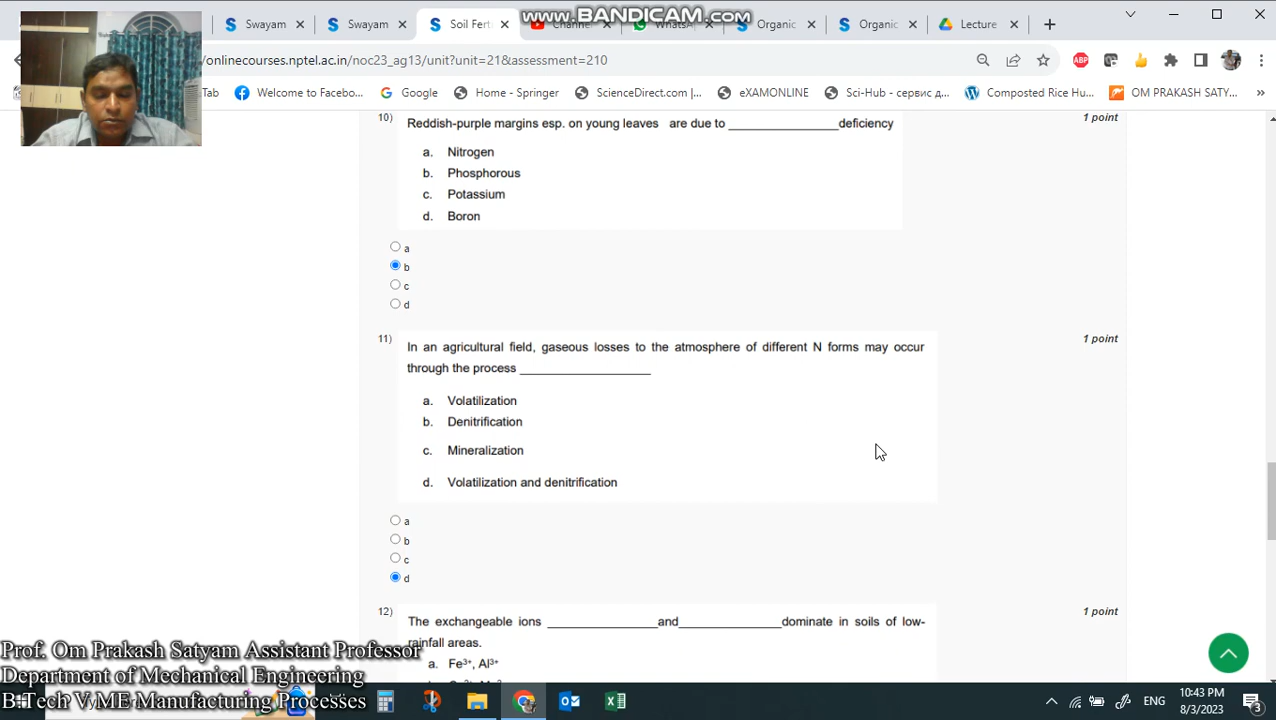 Swayam
Swayam
Soil Fert
www.BANDICAM.com
Channel
WhatsA
Organic
Organic
Lecture
/onlinecourses.nptel.ac.in/noc23_ag13/unit?unit=21&assessment=210
Tab
Welcome to Facebo...
Google
Home - Springer
ScienceDirect.com |...
eXAMONLINE
Sci-Hub - сервис д...
Composted Rice Hu...
OM PRAKASH SATY...
10)
Reddish-purple margins esp. on young leaves are due to ________________deficiency
1 point
a. Nitrogen
b. Phosphorous
c. Potassium
d. Boron
a
b
c
d
11)
In an agricultural field, gaseous losses to the atmosphere of different N forms may occur
1 point
through the process ___________________
a. Volatilization
b. Denitrification
c. Mineralization
d. Volatilization and denitrification
a
b
c
d
12)
The exchangeable ions ________________and_______________dominate in soils of low-
1 point
rainfall areas.
a. Fe³⁺, Al³⁺
Prof. Om Prakash Satyam Assistant Professor
Department of Mechanical Engineering
B.Tech V ME Manufacturing Processes
ENG
10:43 PM
8/3/2023
3